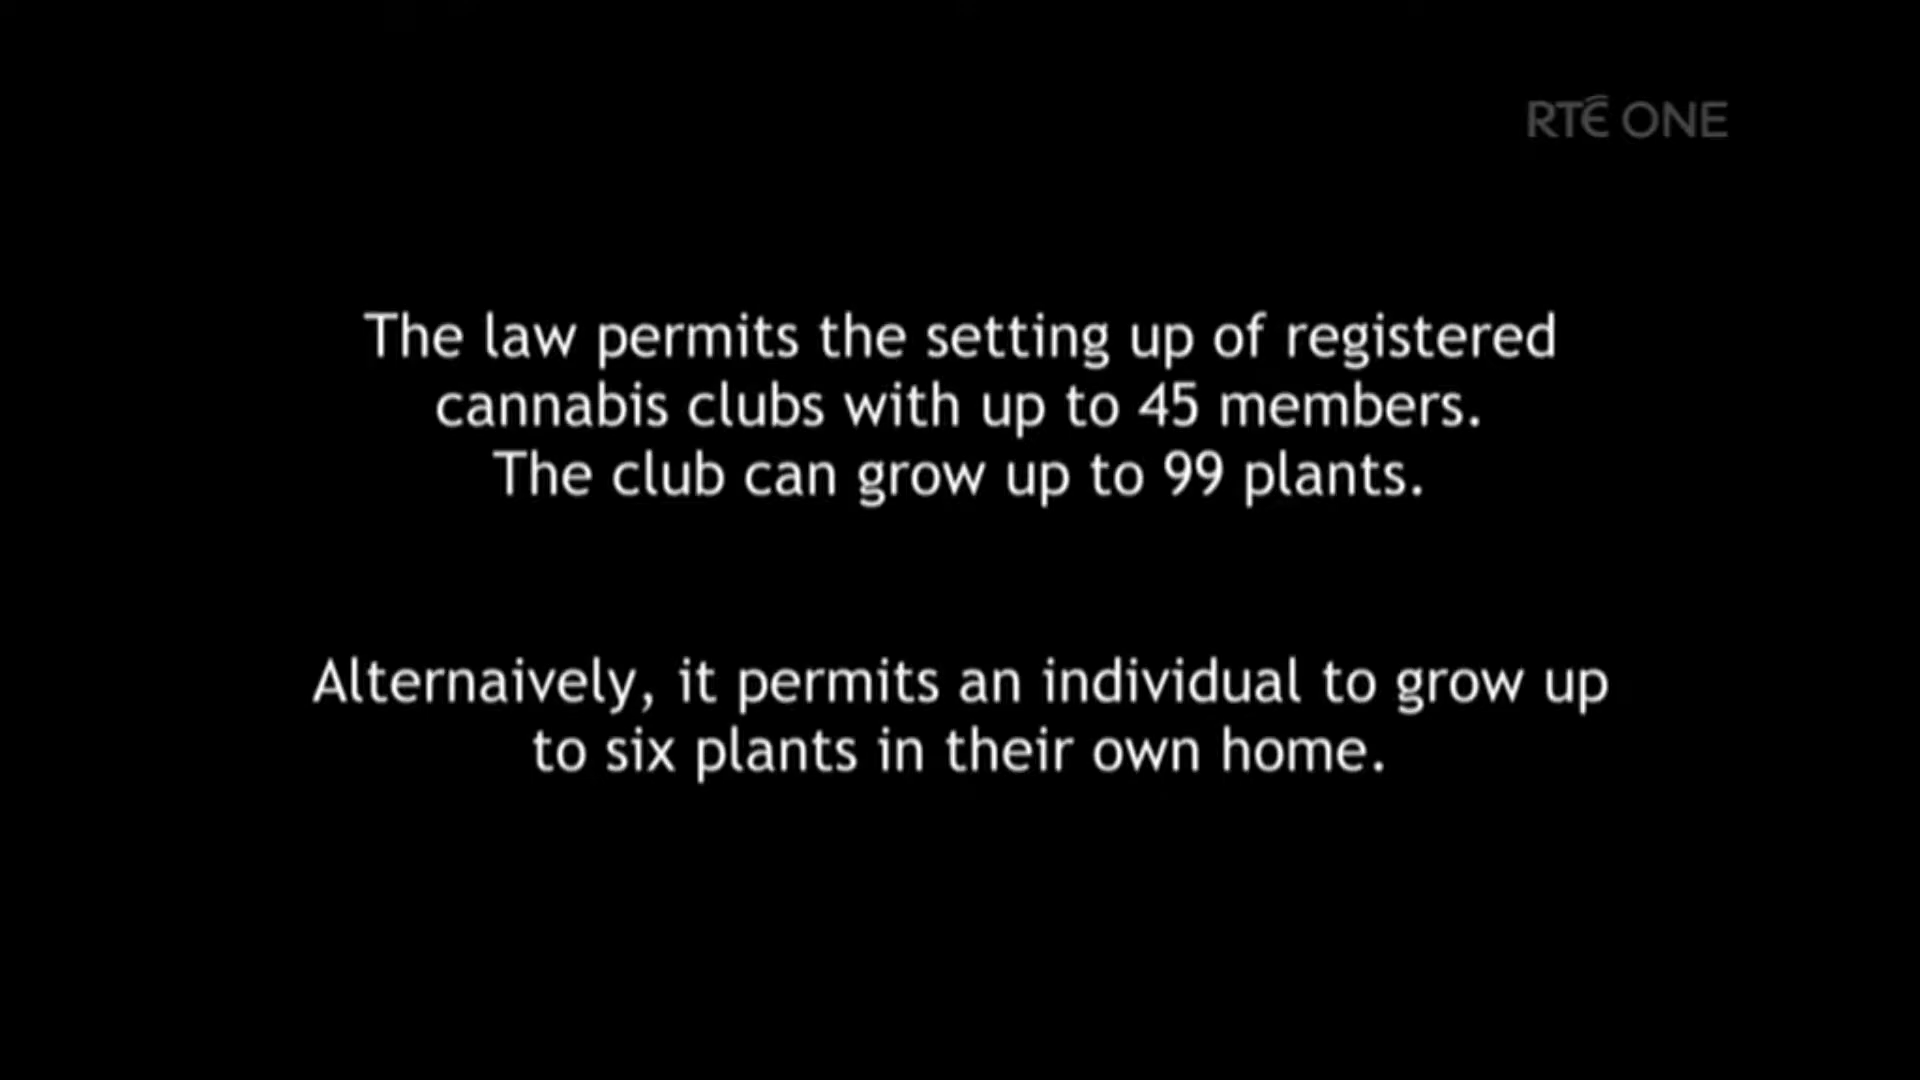 RTÉ ONE
The law permits the setting up of registered
cannabis clubs with up to 45 members.
The club can grow up to 99 plants.
Alternaively, it permits an individual to grow up
to six plants in their own home.